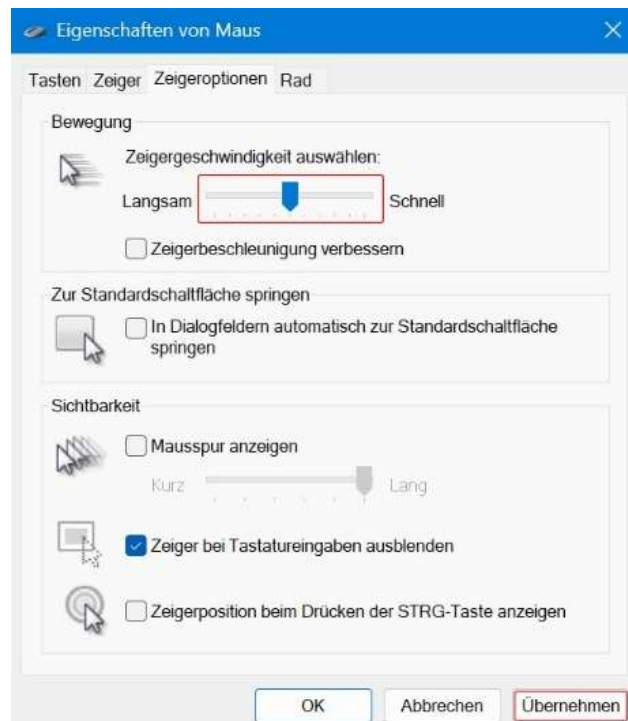 Eigenschaften von Maus
Tasten Zeiger Zeigeroptionen Rad
Bewegung
Zeigergeschwindigkeit auswählen:
Langsam Schnell
Zeigerbeschleunigung verbessern
Zur Standardschaltfläche springen
In Dialogfeldern automatisch zur Standardschaltfläche
springen
Sichtbarkeit
Mausspur anzeigen
Kurz Lang
Zeiger bei Tastatureingaben ausblenden
Zeigerposition beim Drücken der STRG-Taste anzeigen
OK Abbrechen Übernehmen